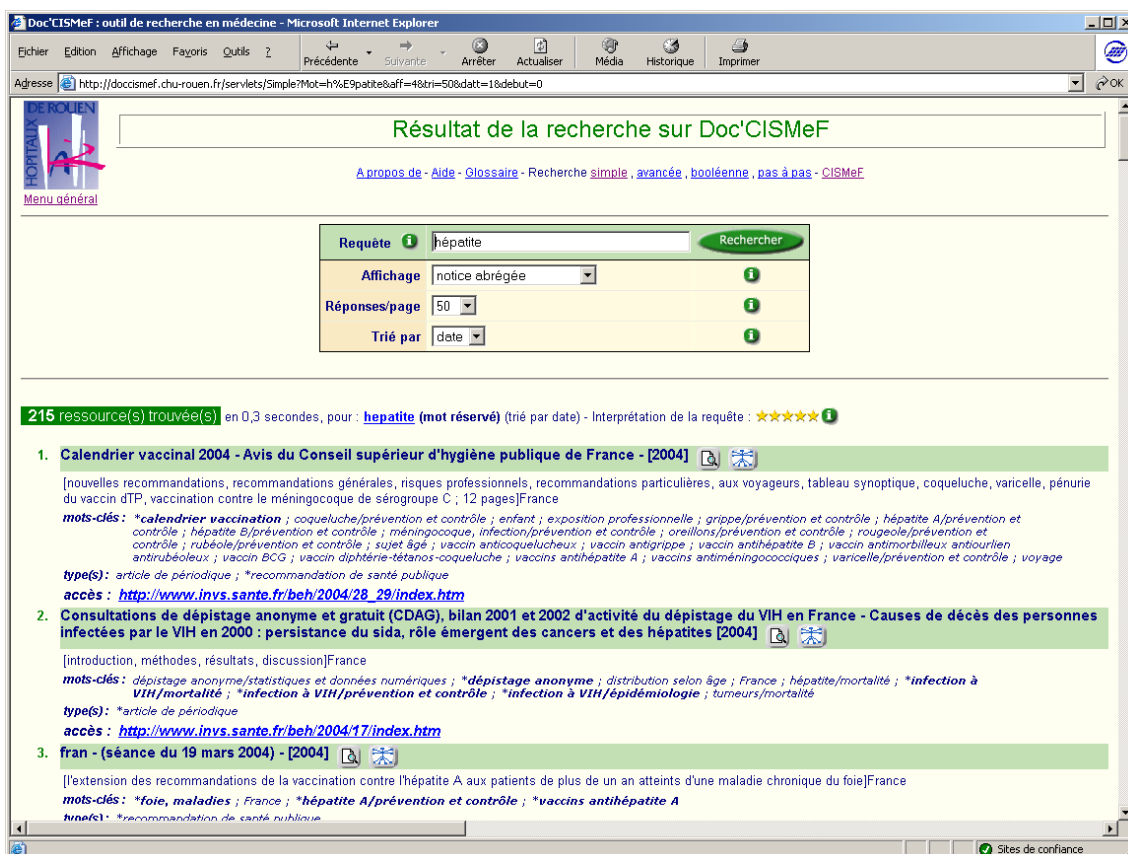 Doc'CISMeF : outil de recherche en médecine - Microsoft Internet Explorer
Fichier Edition Affichage Favoris Outils ? Précédente Suivante Arrêter Actualiser Média Historique Imprimer
Adresse http://doccismef.chu-rouen.fr/servlets/Simple?Mot=h%E9patite&aff=4&tri=50&datt=1&debut=0 OK
DE ROUEN
HOPITAUX
Résultat de la recherche sur Doc'CISMeF
A propos de - Aide - Glossaire - Recherche simple , avancée , booléenne , pas à pas - CISMeF
Menu général
Requête hépatite Rechercher
Affichage notice abrégée
Réponses/page 50
Trié par date
215 ressource(s) trouvée(s) en 0,3 secondes, pour : hepatite (mot réservé) (trié par date) - Interprétation de la requête :
1. Calendrier vaccinal 2004 - Avis du Conseil supérieur d'hygiène publique de France - [2004]
[nouvelles recommandations, recommandations générales, risques professionnels, recommandations particulières, aux voyageurs, tableau synoptique, coqueluche, varicelle, pénurie
du vaccin dTP, vaccination contre le méningocoque de sérogroupe C ; 12 pages]France
mots-clés : *calendrier vaccination ; coqueluche/prévention et contrôle ; enfant ; exposition professionnelle ; grippe/prévention et contrôle ; hépatite A/prévention et
contrôle ; hépatite B/prévention et contrôle ; méningocoque, infection/prévention et contrôle ; oreillons/prévention et contrôle ; rougeole/prévention et
contrôle ; rubéole/prévention et contrôle ; sujet âgé ; vaccin anticoquelucheux ; vaccin antigrippe ; vaccin antihépatite B ; vaccin antimorbilleux antiourlien
antirubéoleux ; vaccin BCG ; vaccin diphtérie-tétanos-coqueluche ; vaccins antihépatite A ; vaccins antiméningococciques ; varicelle/prévention et contrôle ; voyage
type(s) : article de périodique ; *recommandation de santé publique
accès : http://www.invs.sante.fr/beh/2004/28_29/index.htm
2. Consultations de dépistage anonyme et gratuit (CDAG), bilan 2001 et 2002 d'activité du dépistage du VIH en France - Causes de décès des personnes
infectées par le VIH en 2000 : persistance du sida, rôle émergent des cancers et des hépatites [2004]
[introduction, méthodes, résultats, discussion]France
mots-clés : dépistage anonyme/statistiques et données numériques ; *dépistage anonyme ; distribution selon âge ; France ; hépatite/mortalité ; *infection à
VIH/mortalité ; *infection à VIH/prévention et contrôle ; *infection à VIH/épidémiologie ; tumeurs/mortalité
type(s) : *article de périodique
accès : http://www.invs.sante.fr/beh/2004/17/index.htm
3. fran - (séance du 19 mars 2004) - [2004]
[l'extension des recommandations de la vaccination contre l'hépatite A aux patients de plus de un an atteints d'une maladie chronique du foie]France
mots-clés : *foie, maladies ; France ; *hépatite A/prévention et contrôle ; *vaccins antihépatite A
type(s) : *recommandation de santé publique
Sites de confiance